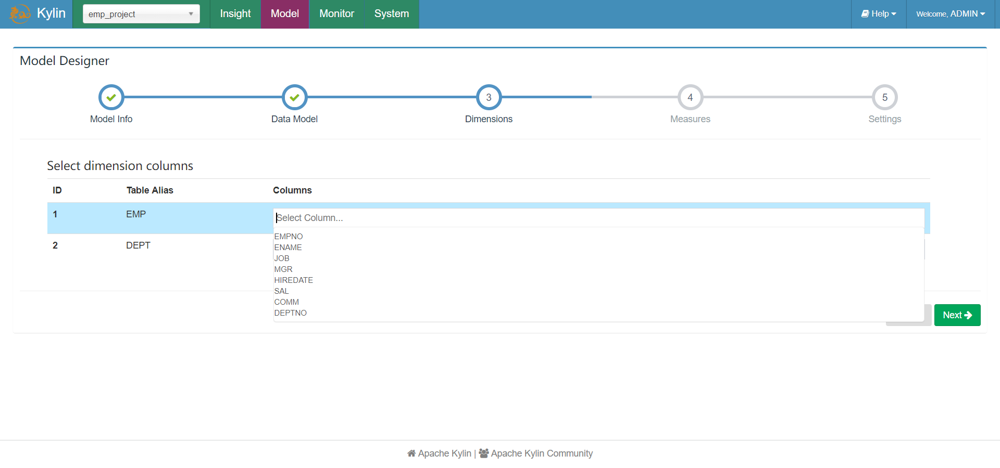 Kylin emp_project Insight Model Monitor System Help Welcome, ADMIN
Model Designer
3 4 5
Model Info Data Model Dimensions Measures Settings
Select dimension columns
ID Table Alias Columns
1 EMP Select Column...
EMPNO
ENAME
2 DEPT
JOB
MGR
HIREDATE
SAL
COMM
DEPTNO
Next
Apache Kylin | Apache Kylin Community